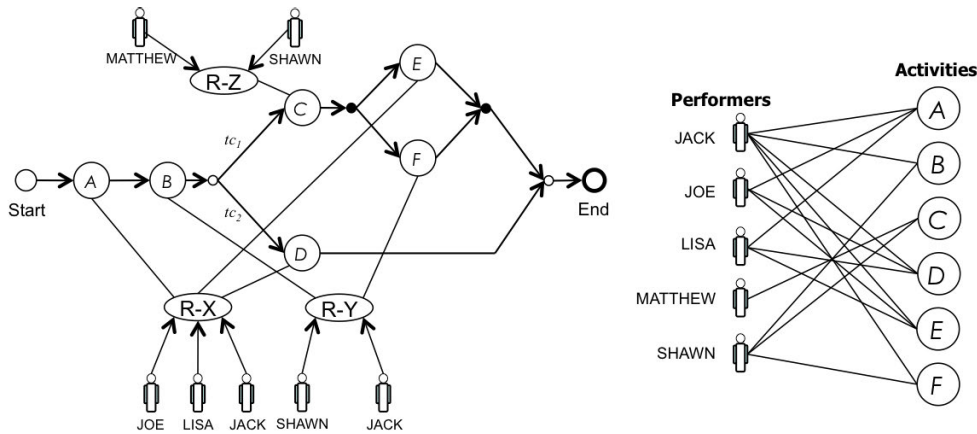 MATTHEW
SHAWN
R-Z
E
C
tc1
F
A
B
Start
tc2
D
End
R-X
R-Y
JOE
LISA
JACK
SHAWN
JACK
Performers
Activities
JACK
JOE
LISA
MATTHEW
SHAWN
A
B
C
D
E
F